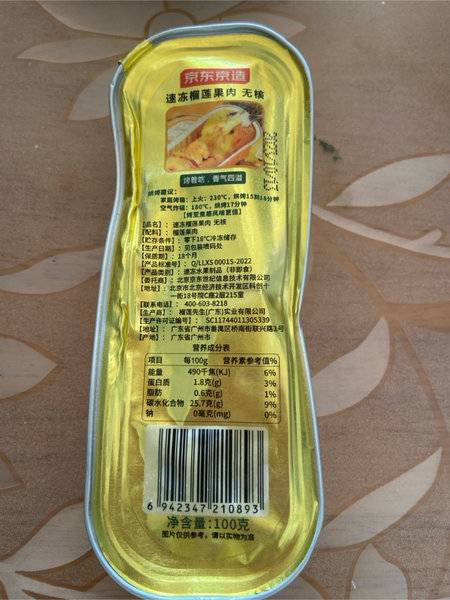 京东京造
速冻榴莲果肉 无核
烤着吃，香气四溢
烘烤建议：
家庭烤箱：上火：230℃，烘烤15到18分钟
空气炸锅：180℃，烘烤17分钟
【烤至焦黄风味更佳】
【品名】：速冻榴莲果肉 无核
【配料】：榴莲果肉
【贮存条件】：零下18℃冷冻储存
【生产日期】：见包装喷码处
【保质期】：18个月
【产品标准号】：Q/LLXS 0001S-2022
【产品类别】：速冻水果制品（非即食）
【委托商】：北京京东世纪信息技术有限公司
【地址】：北京市北京经济技术开发区科创十
一街18号院C座2层215室
【联系电话】：400-603-8218
【生产商】：榴莲先生(广东)实业有限公司
【生产许可证编号】：SC11744011305339
【地址】：广东省广州市番禺区桥南街联兴路2号
【产地】：广东省广州市
营养成分表
项目 每100g 营养素参考值%
能量 490千焦(KJ) 6%
蛋白质 1.8克(g) 3%
脂肪 0.6克(g) 1%
碳水化合物 25.7克(g) 9%
钠 0毫克(mg) 0%
6 942347 210893
净含量:100克
图片仅供参考，请以实物为准